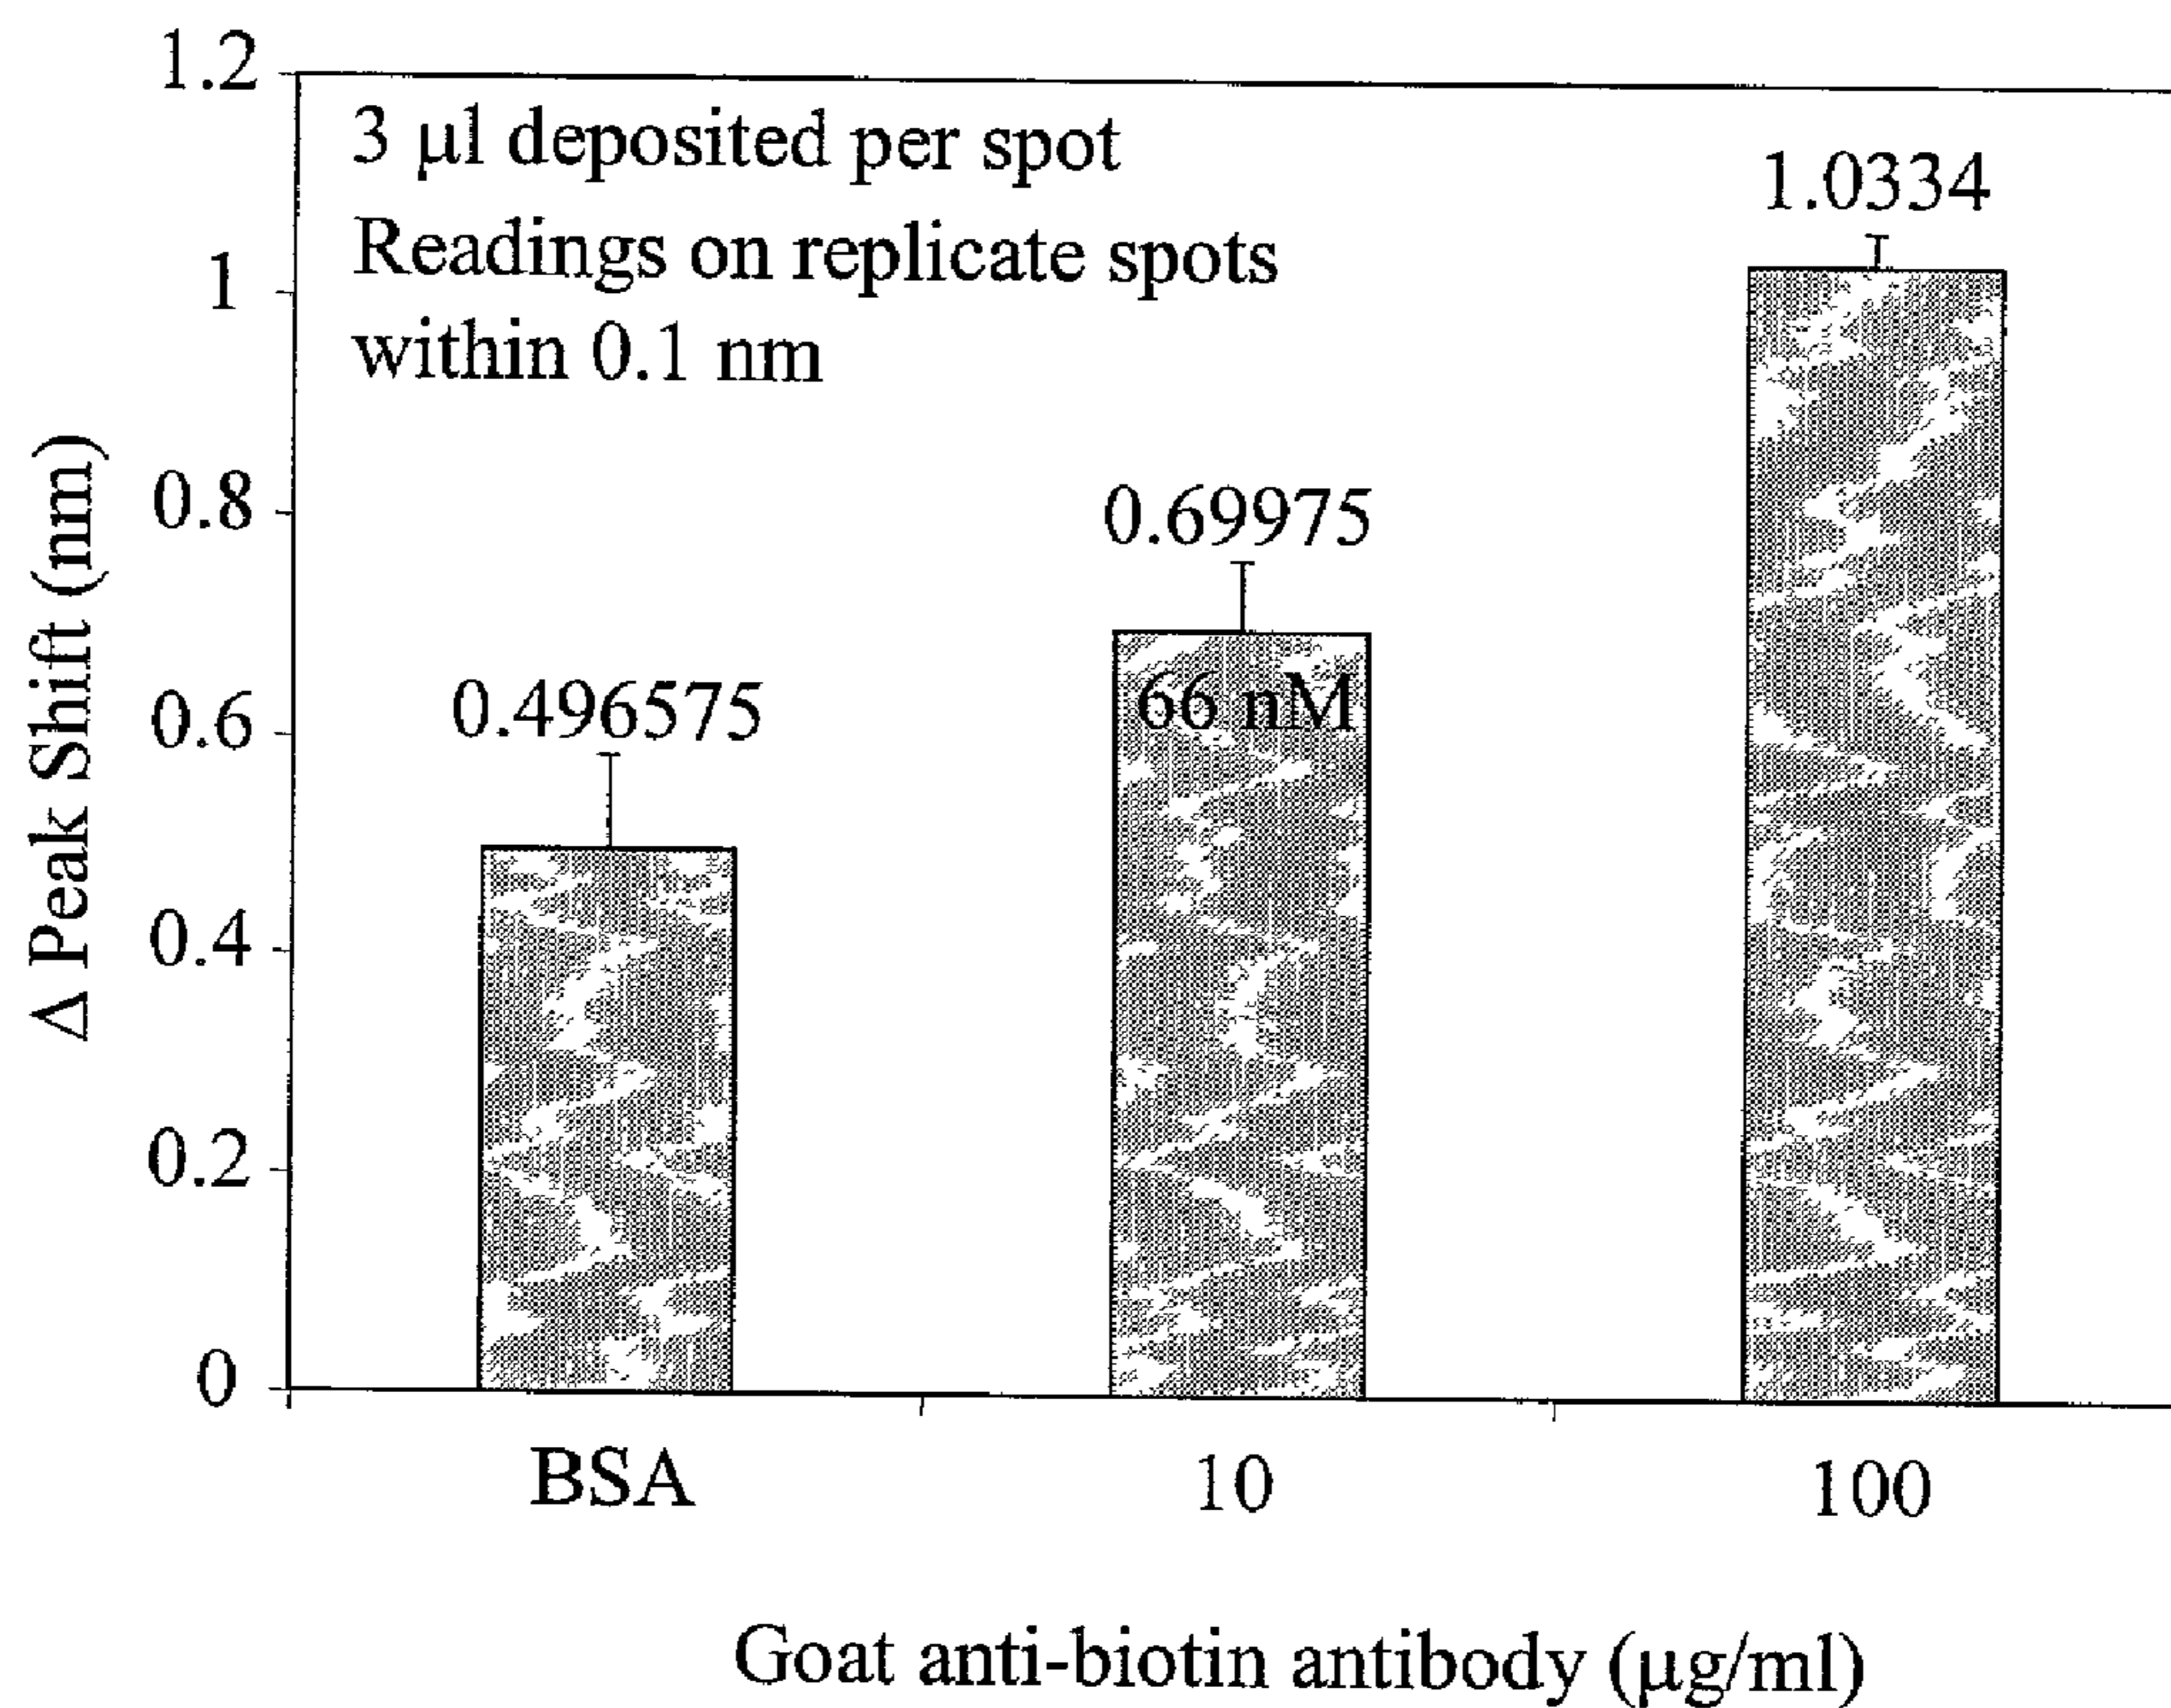 1.2
3 µl deposited per spot
Readings on replicate spots
within 0.1 nm
1.0334
1
0.8
0.69975
0.6
0.496575
66 nM
0.4
0.2
0
Δ Peak Shift (nm)
BSA
10
100
Goat anti-biotin antibody (µg/ml)